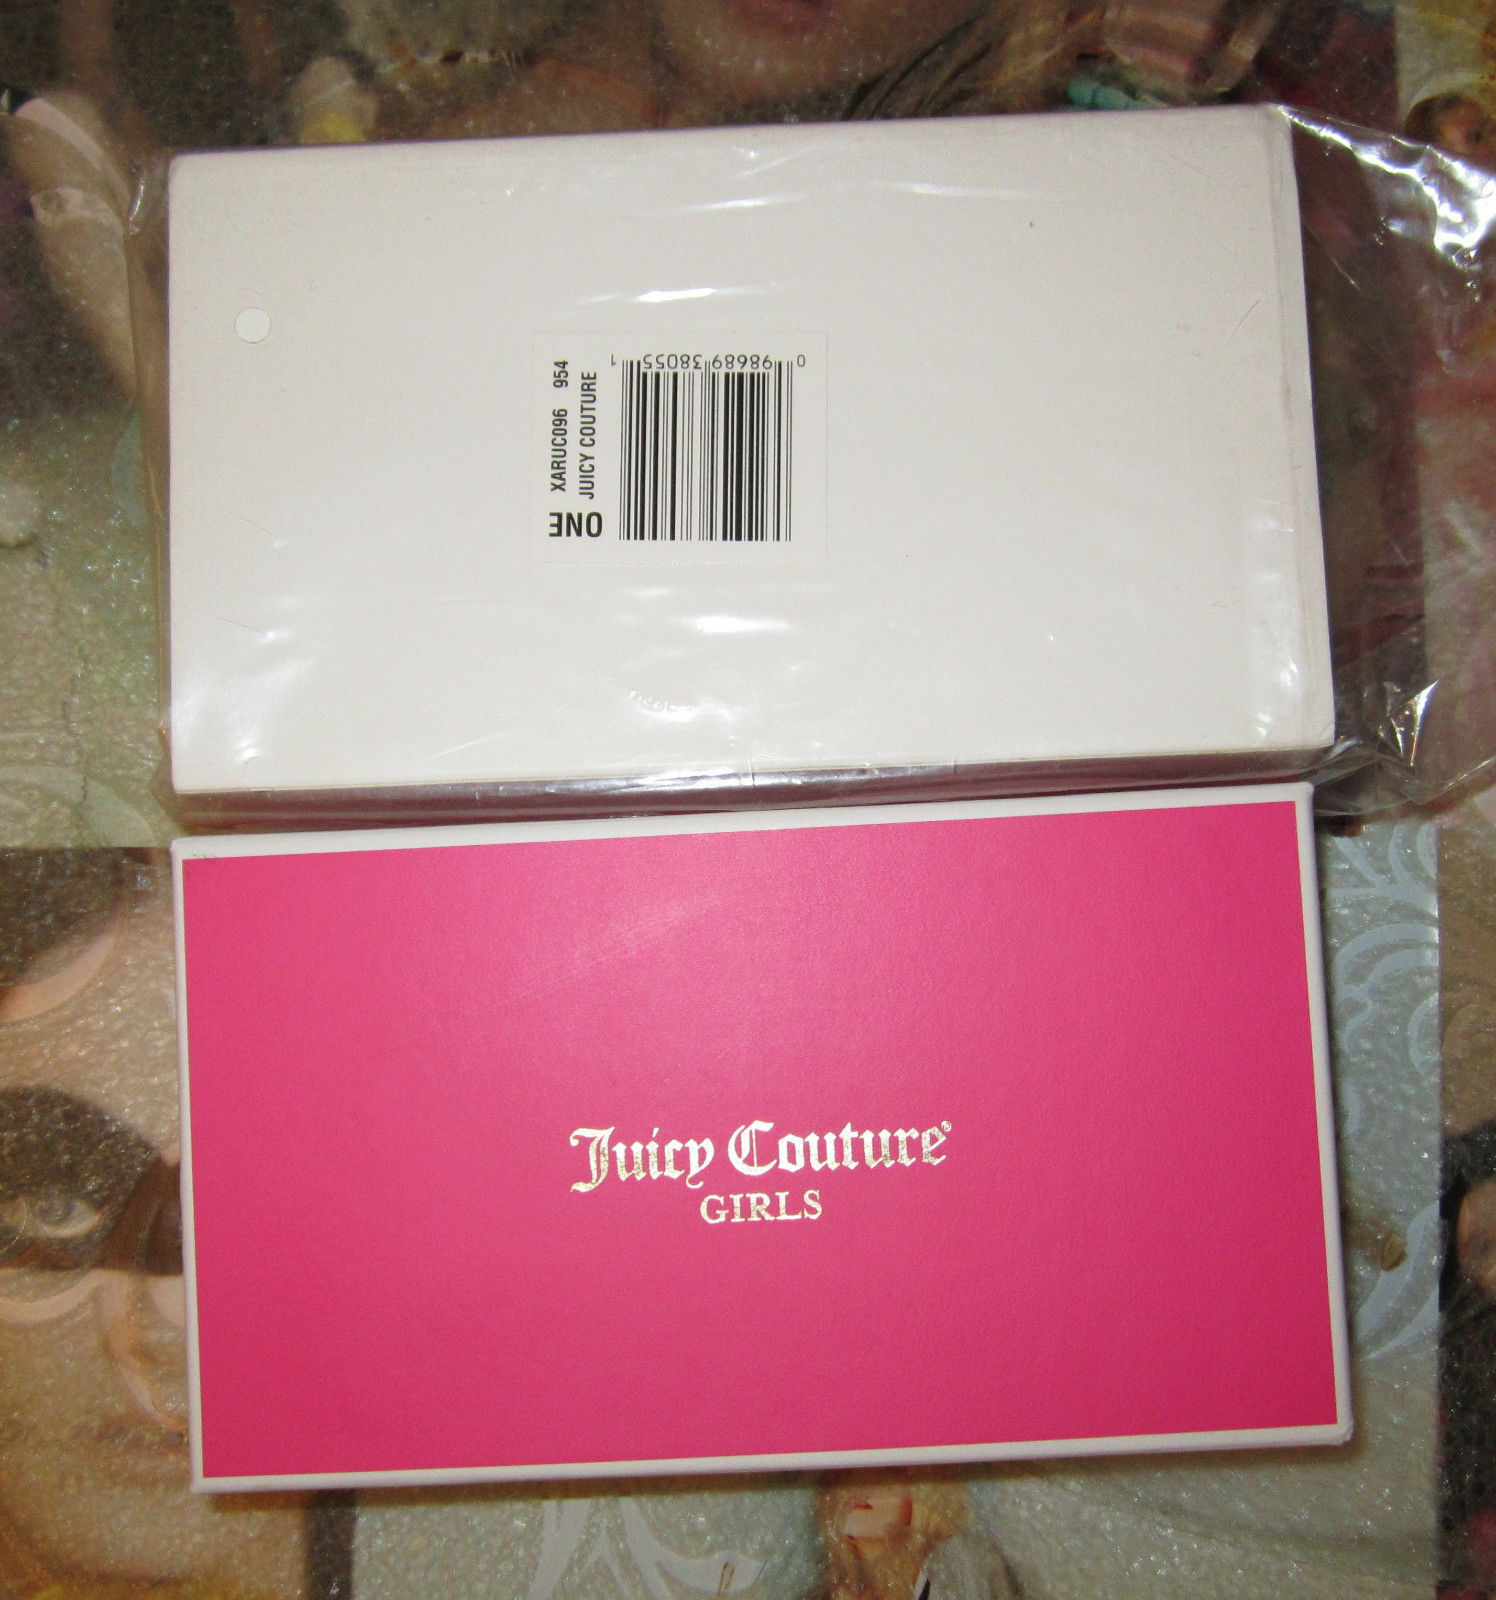 XARUC096 954
JUICY COUTURE
ONE
0 98689 38055 1
Juicy Couture®
GIRLS